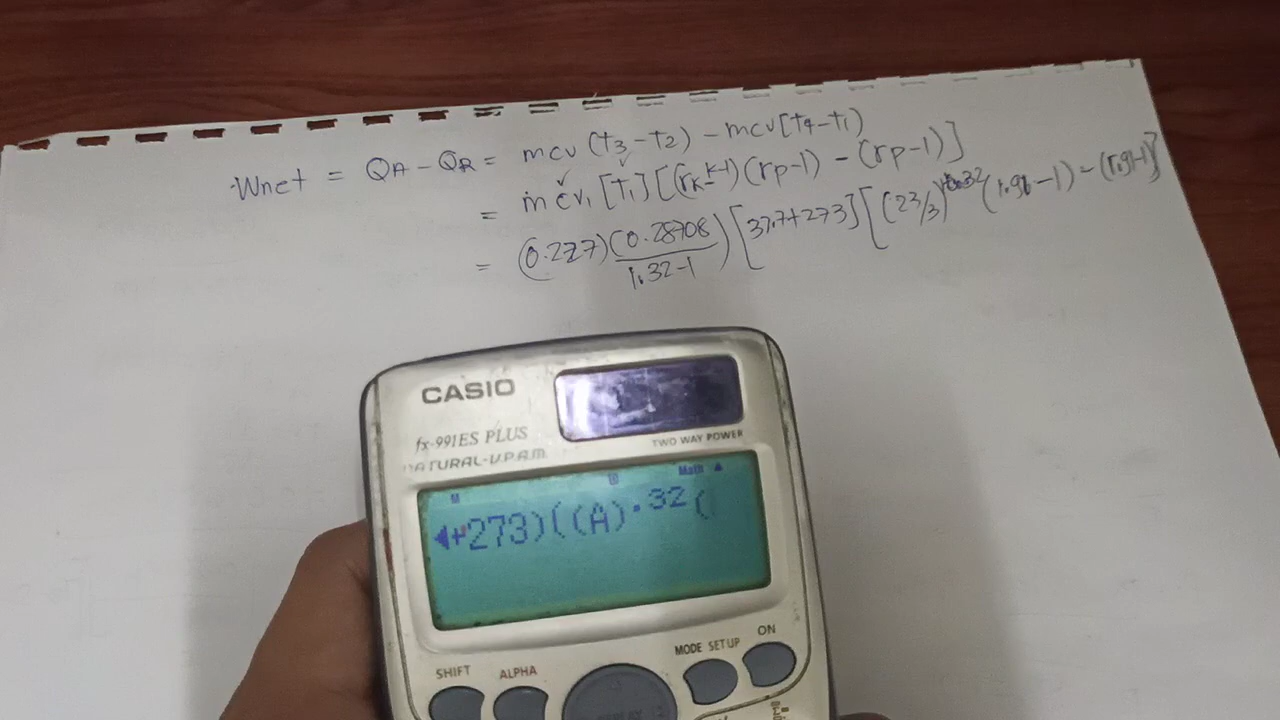 Wnet = QA - QR = mcv (T3-T2) - mcv[T4-T1]
= mcv, [T1] [(rk^k-1)(rp-1) - (rp-1)]
= (0.227)(0.28708/1.32-1) [37.7+273] [(23/3)^0.32 (1.96-1) - (1.96-1)]
CASIO
fx-991ES PLUS
TWO WAY POWER
NATURAL-V.P.A.M.
M D Math ▲
◀+273)((A)^.32(
SHIFT ALPHA MODE SETUP ON